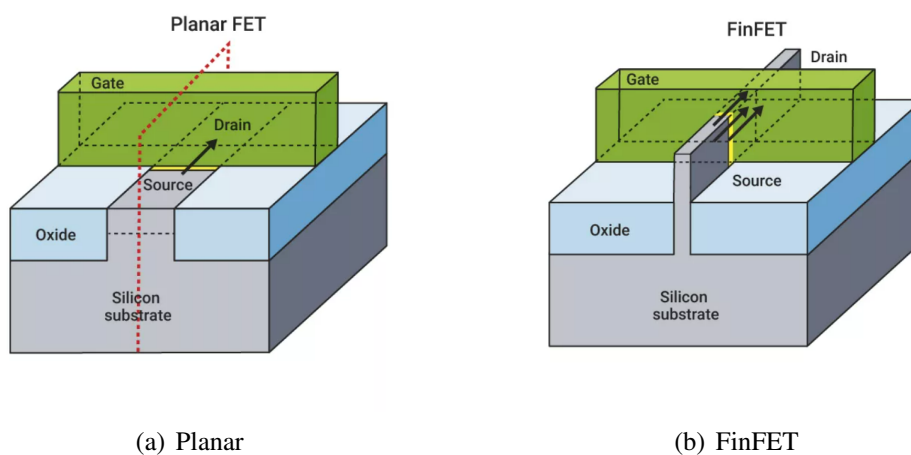 Planar FET
Gate
Drain
Source
Oxide
Silicon
substrate
(a) Planar
FinFET
Drain
Gate
Source
Oxide
Silicon
substrate
(b) FinFET